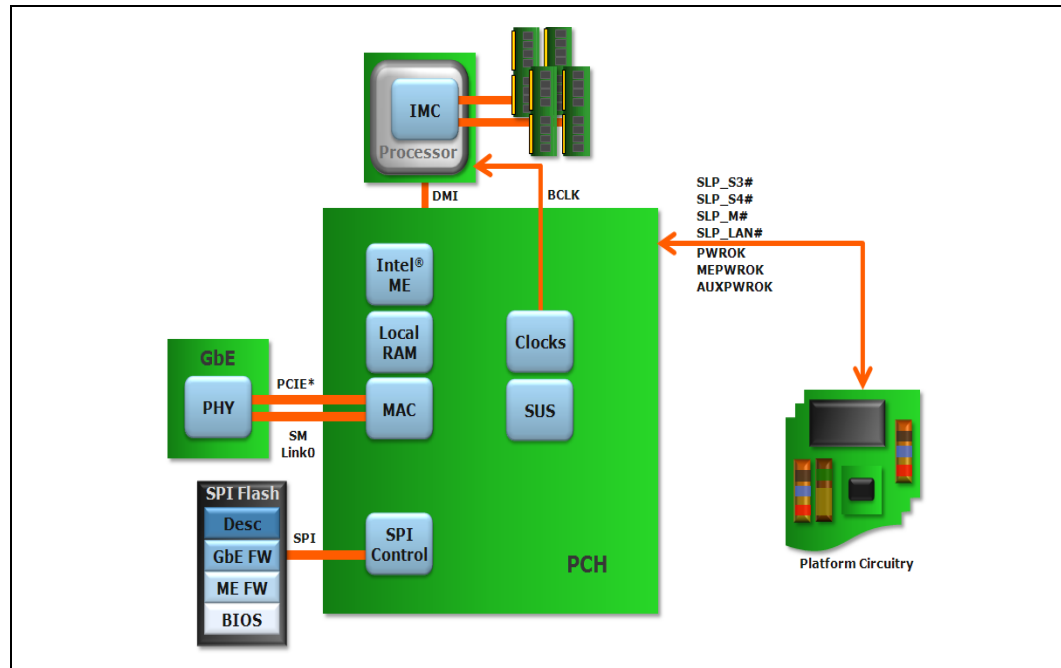 IMC
Processor
DMI
BCLK
SLP_S3#
SLP_S4#
SLP_M#
SLP_LAN#
PWROK
MEPWROK
AUXPWROK
Intel®
ME
Local
RAM
Clocks
GbE
PHY
PCIE*
SM
Link0
MAC
SUS
SPI Flash
Desc
GbE FW
ME FW
BIOS
SPI
SPI
Control
PCH
Platform Circuitry